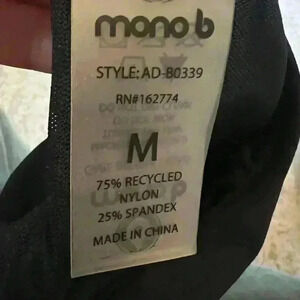 mono b
STYLE: AD-B0339
RN#162774
M
75% RECYCLED
NYLON
25% SPANDEX
MADE IN CHINA